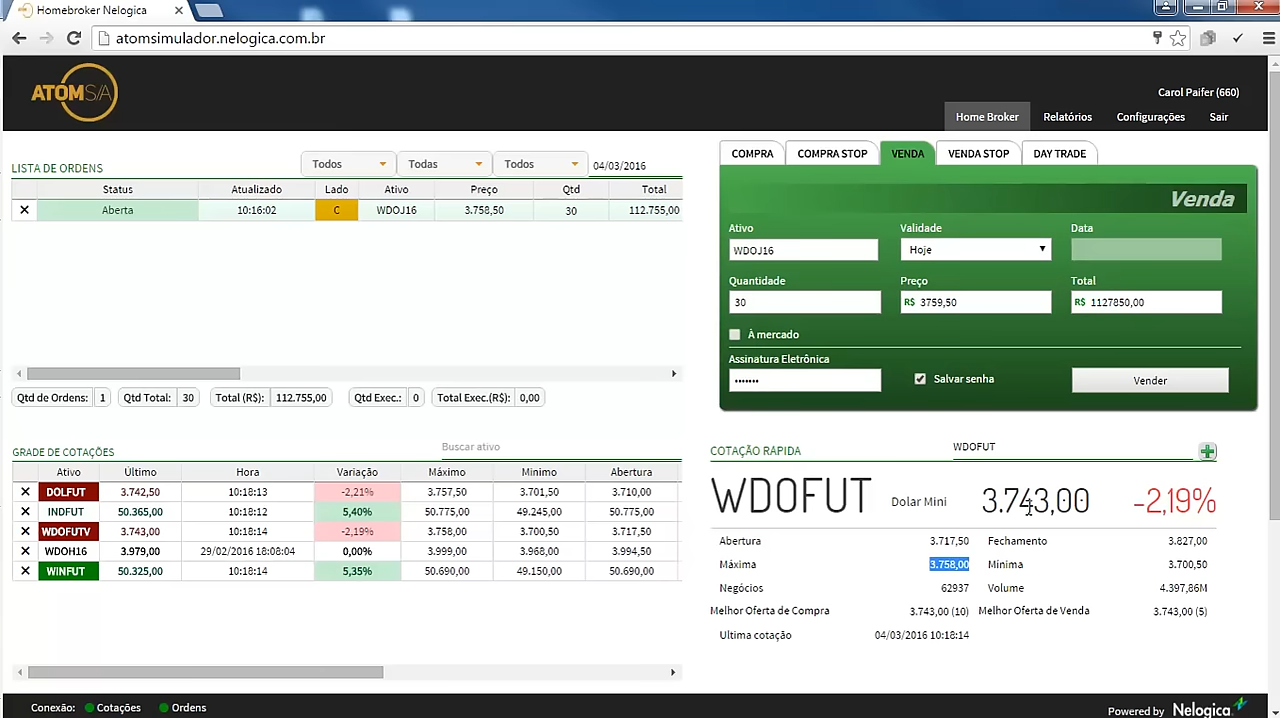 Homebroker Nelogica
atomsimulador.nelogica.com.br
ATOMS/A
Carol Paifer (660)
Home Broker Relatórios Configurações Sair
LISTA DE ORDENS Todos Todas Todos 04/03/2016
Status Atualizado Lado Ativo Preço Qtd Total
Aberta 10:16:02 C WDOJ16 3.758,50 30 112.755,00
Qtd de Ordens: 1 Qtd Total: 30 Total (R$): 112.755,00 Qtd Exec.: 0 Total Exec.(R$): 0,00
COMPRA COMPRA STOP VENDA VENDA STOP DAY TRADE
Venda
Ativo Validade Data
WDOJ16 Hoje
Quantidade Preço Total
30 R$ 3759,50 R$ 1127850,00
À mercado
Assinatura Eletrônica
••••••• Salvar senha Vender
GRADE DE COTAÇÕES Buscar ativo
Ativo Último Hora Variação Máximo Minimo Abertura
DOLFUT 3.742,50 10:18:13 -2,21% 3.757,50 3.701,50 3.710,00
INDFUT 50.365,00 10:18:12 5,40% 50.775,00 49.245,00 50.775,00
WDOFUTV 3.743,00 10:18:14 -2,19% 3.758,00 3.700,50 3.717,50
WDOH16 3.979,00 29/02/2016 18:08:04 0,00% 3.999,00 3.968,00 3.994,50
WINFUT 50.325,00 10:18:14 5,35% 50.690,00 49.150,00 50.690,00
COTAÇÃO RAPIDA WDOFUT
WDOFUT Dolar Mini 3.743,00 -2,19%
Abertura 3.717,50 Fechamento 3.827,00
Máxima 3.758,00 Minima 3.700,50
Negócios 62937 Volume 4.397,86M
Melhor Oferta de Compra 3.743,00 (10) Melhor Oferta de Venda 3.743,00 (5)
Ultima cotação 04/03/2016 10:18:14
Conexão: Cotações Ordens
Powered by Nelogica